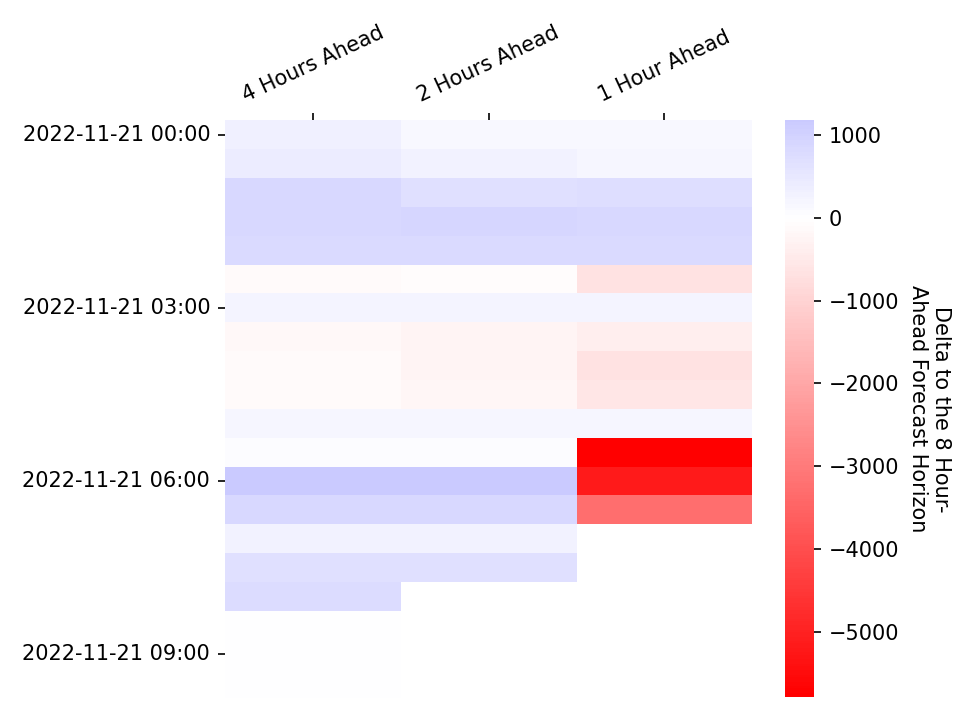 4 Hours Ahead
2 Hours Ahead
1 Hour Ahead
2022-11-21 00:00
2022-11-21 03:00
2022-11-21 06:00
2022-11-21 09:00
1000
0
−1000
−2000
−3000
−4000
−5000
Delta to the 8 Hour-
Ahead Forecast Horizon